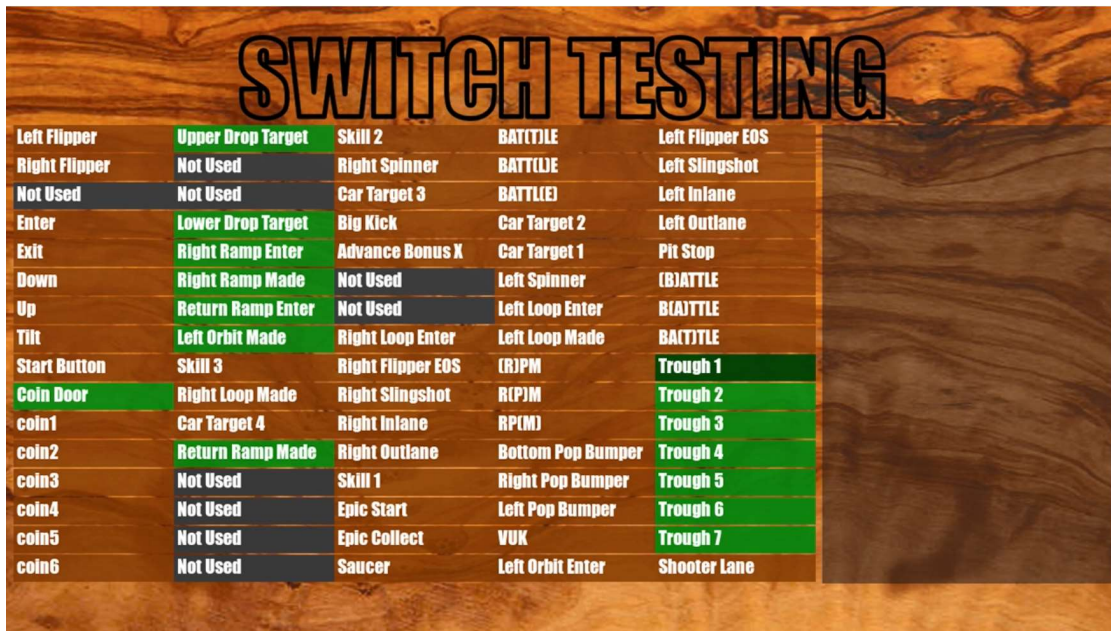 SWITCH TESTING
Left Flipper Upper Drop Target Skill 2 BAT(T)LE Left Flipper EOS
Right Flipper Not Used Right Spinner BATT(L)E Left Slingshot
Not Used Not Used Car Target 3 BATTL(E) Left Inlane
Enter Lower Drop Target Big Kick Car Target 2 Left Outlane
Exit Right Ramp Enter Advance Bonus X Car Target 1 Pit Stop
Down Right Ramp Made Not Used Left Spinner (B)ATTLE
Up Return Ramp Enter Not Used Left Loop Enter B(A)TTLE
Tilt Left Orbit Made Right Loop Enter Left Loop Made BA(T)TLE
Start Button Skill 3 Right Flipper EOS (R)PM Trough 1
Coin Door Right Loop Made Right Slingshot R(P)M Trough 2
coin1 Car Target 4 Right Inlane RP(M) Trough 3
coin2 Return Ramp Made Right Outlane Bottom Pop Bumper Trough 4
coin3 Not Used Skill 1 Right Pop Bumper Trough 5
coin4 Not Used Epic Start Left Pop Bumper Trough 6
coin5 Not Used Epic Collect VUK Trough 7
coin6 Not Used Saucer Left Orbit Enter Shooter Lane